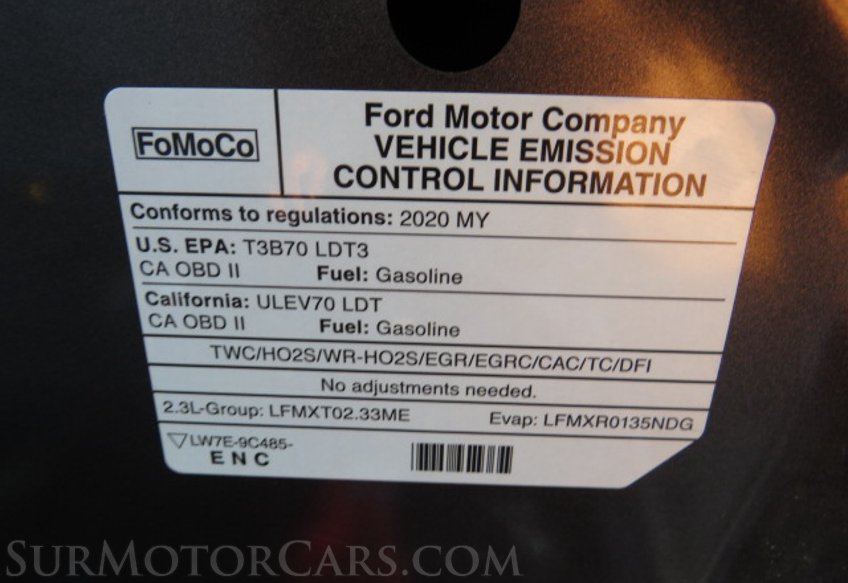 FoMoCo
Ford Motor Company
VEHICLE EMISSION
CONTROL INFORMATION
Conforms to regulations: 2020 MY
U.S. EPA: T3B70 LDT3
CA OBD II Fuel: Gasoline
California: ULEV70 LDT
CA OBD II Fuel: Gasoline
TWC/HO2S/WR-HO2S/EGR/EGRC/CAC/TC/DFI
No adjustments needed.
2.3L-Group: LFMXT02.33ME Evap: LFMXR0135NDG
▽LW7E-9C485-
ENC
SURMOTORCARS.COM